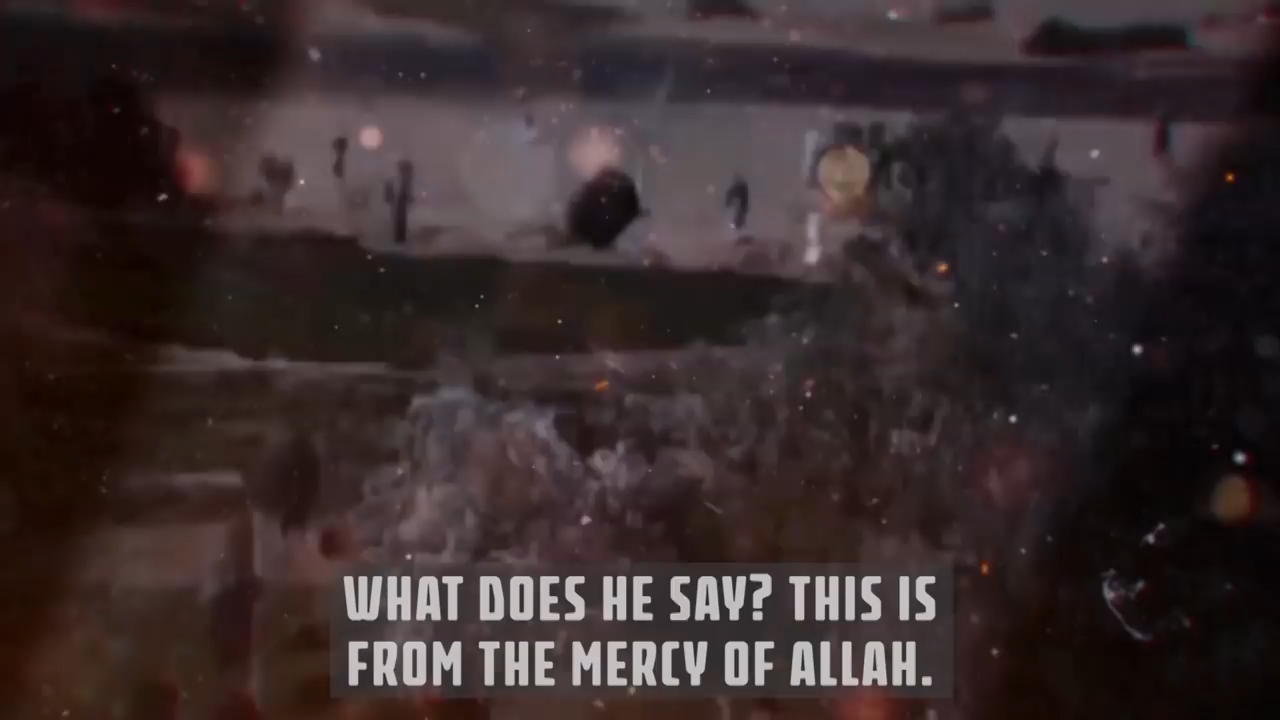 WHAT DOES HE SAY? THIS IS
FROM THE MERCY OF ALLAH.